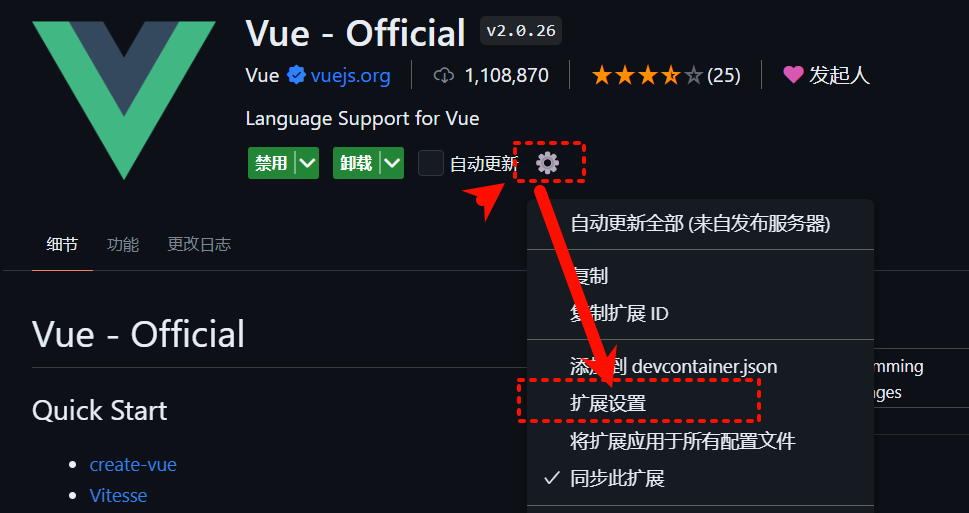 Vue - Official v2.0.26
Vue vuejs.org 1,108,870 (25) 发起人
Language Support for Vue
禁用 卸载 自动更新
自动更新全部 (来自发布服务器)
细节 功能 更改日志
复制
复制扩展 ID
Vue - Official
添加到 devcontainer.json
mming
扩展设置
ges
Quick Start
将扩展应用于所有配置文件
create-vue
同步此扩展
Vitesse